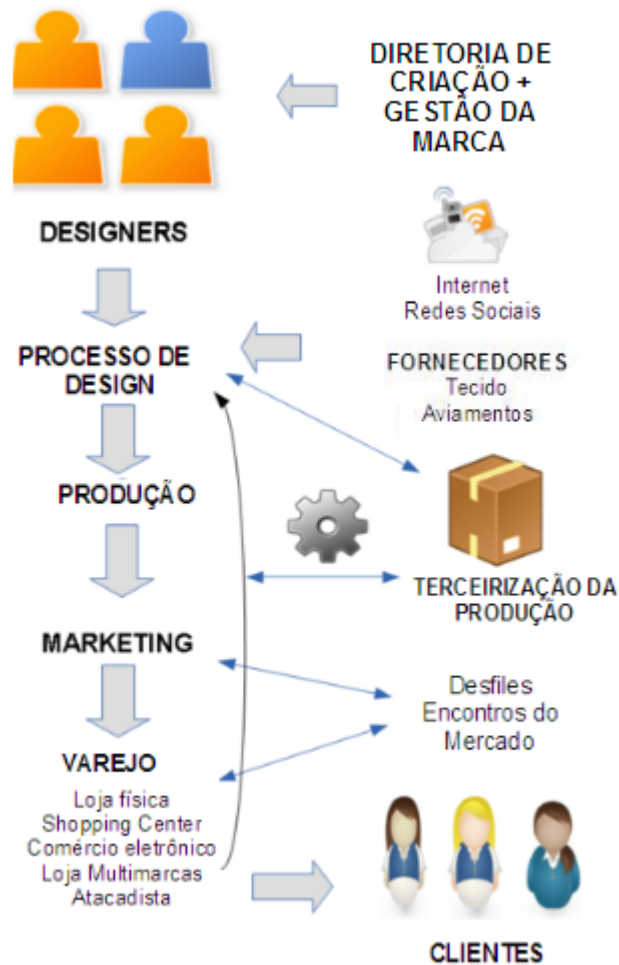 DIRETORIA DE
CRIAÇÃO +
GESTÃO DA
MARCA
DESIGNERS
Internet
Redes Sociais
PROCESSO DE
DESIGN
FORNECEDORES
Tecido
Aviamentos
PRODUÇÃO
TERCEIRIZAÇÃO DA
PRODUÇÃO
MARKETING
Desfiles
Encontros do
Mercado
VAREJO
Loja física
Shopping Center
Comércio eletrônico
Loja Multimarcas
Atacadista
CLIENTES